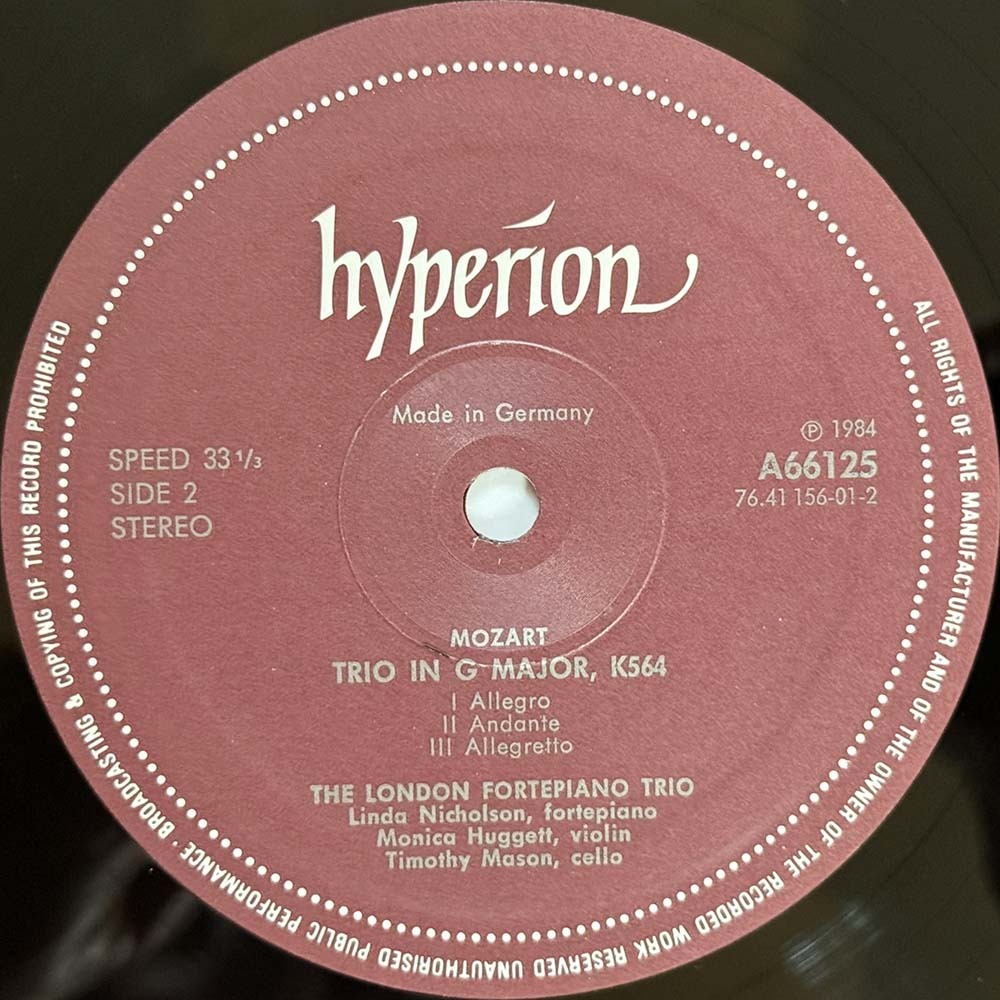 hyperion
Made in Germany
SPEED 33 1/3
SIDE 2
STEREO
℗ 1984
A66125
76.41 156-01-2
MOZART
TRIO IN G MAJOR, K564
I Allegro
II Andante
III Allegretto
THE LONDON FORTEPIANO TRIO
Linda Nicholson, fortepiano
Monica Huggett, violin
Timothy Mason, cello
ALL RIGHTS OF THE MANUFACTURER AND OF THE OWNER OF THE RECORDED WORK RESERVED UNAUTHORISED PUBLIC PERFORMANCE' BROADCASTING & COPYING OF THIS RECORD PROHIBITED